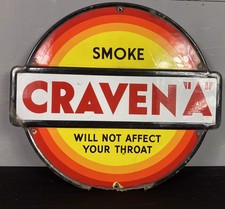 SMOKE
CRAVEN "A"
WILL NOT AFFECT
YOUR THROAT